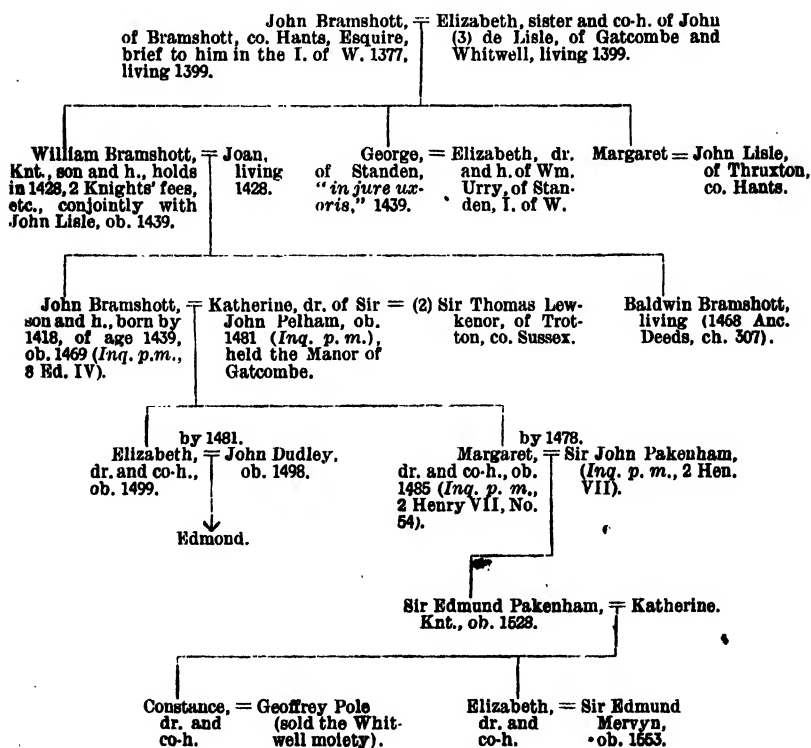 John Bramshott, = Elizabeth, sister and co-h. of John
of Bramshott, co. Hants, Esquire,
brief to him in the I. of W. 1377,
living 1399.
(3) de Lisle, of Gatcombe and
Whitwell, living 1399.
William Bramshott,
Knt., son and h., holds
in 1428, 2 Knights' fees,
etc., conjointly with
John Lisle, ob. 1439.
= Joan,
living
1428.
George,
of Standen,
"in jure ux-
oris," 1439.
= Elizabeth, dr.
and h. of Wm.
Urry, of Stan-
den, I. of W.
Margaret = John Lisle,
of Thruxton,
co. Hants.
John Bramshott,
son and h., born by
1418, of age 1439,
ob. 1469 (Inq. p.m.,
8 Ed. IV).
= Katherine, dr. of Sir
John Pelham, ob.
1481 (Inq. p. m.),
held the Manor of
Gatcombe.
= (2) Sir Thomas Lew-
kenor, of Trot-
ton, co. Sussex.
Baldwin Bramshott,
living (1468 Anc.
Deeds, ch. 307).
by 1481.
Elizabeth,
dr. and co-h.,
ob. 1499.
= John Dudley,
ob. 1498.
Edmond.
by 1478.
Margaret,
dr. and co-h., ob.
1485 (Inq. p. m.,
2 Henry VII, No.
54).
= Sir John Pakenham,
(Inq. p. m., 2 Hen.
VII).
Sir Edmund Pakenham, = Katherine.
Knt., ob. 1528.
Constance,
dr. and
co-h.
= Geoffrey Pole
(sold the Whit-
well moiety).
Elizabeth,
dr. and
co-h.
= Sir Edmund
Mervyn,
ob. 1553.